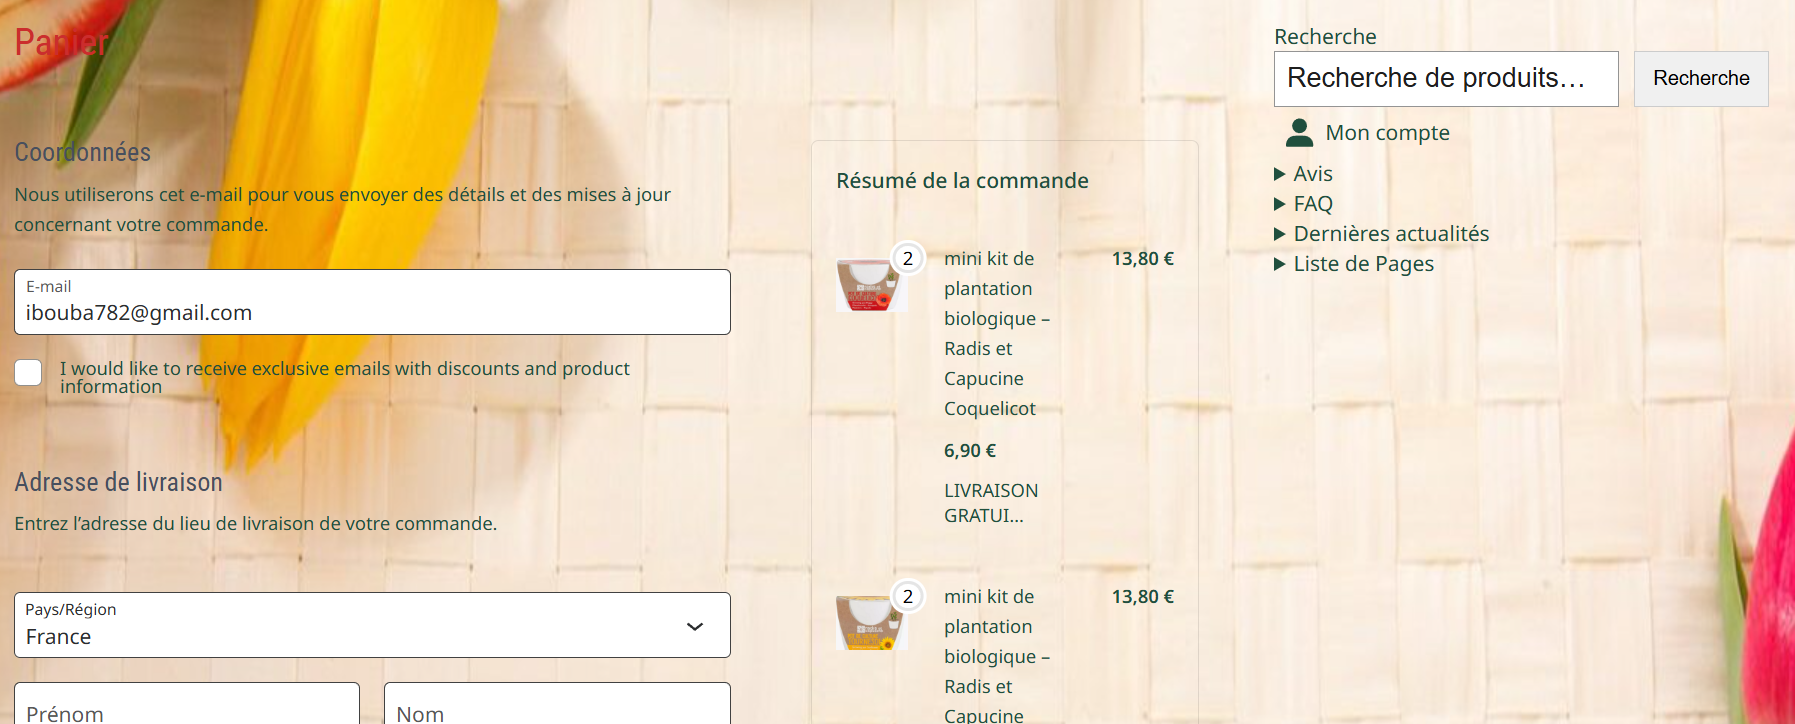 Panier
Coordonnées
Nous utiliserons cet e-mail pour vous envoyer des détails et des mises à jour
concernant votre commande.
E-mail
ibouba782@gmail.com
I would like to receive exclusive emails with discounts and product
information
Adresse de livraison
Entrez l’adresse du lieu de livraison de votre commande.
Pays/Région
France
Prénom
Nom
Résumé de la commande
2
mini kit de
plantation
biologique –
Radis et
Capucine
Coquelicot
13,80 €
6,90 €
LIVRAISON
GRATUI...
2
mini kit de
plantation
biologique –
Radis et
Capucine
13,80 €
Recherche
Recherche de produits…
Recherche
Mon compte
Avis
FAQ
Dernières actualités
Liste de Pages